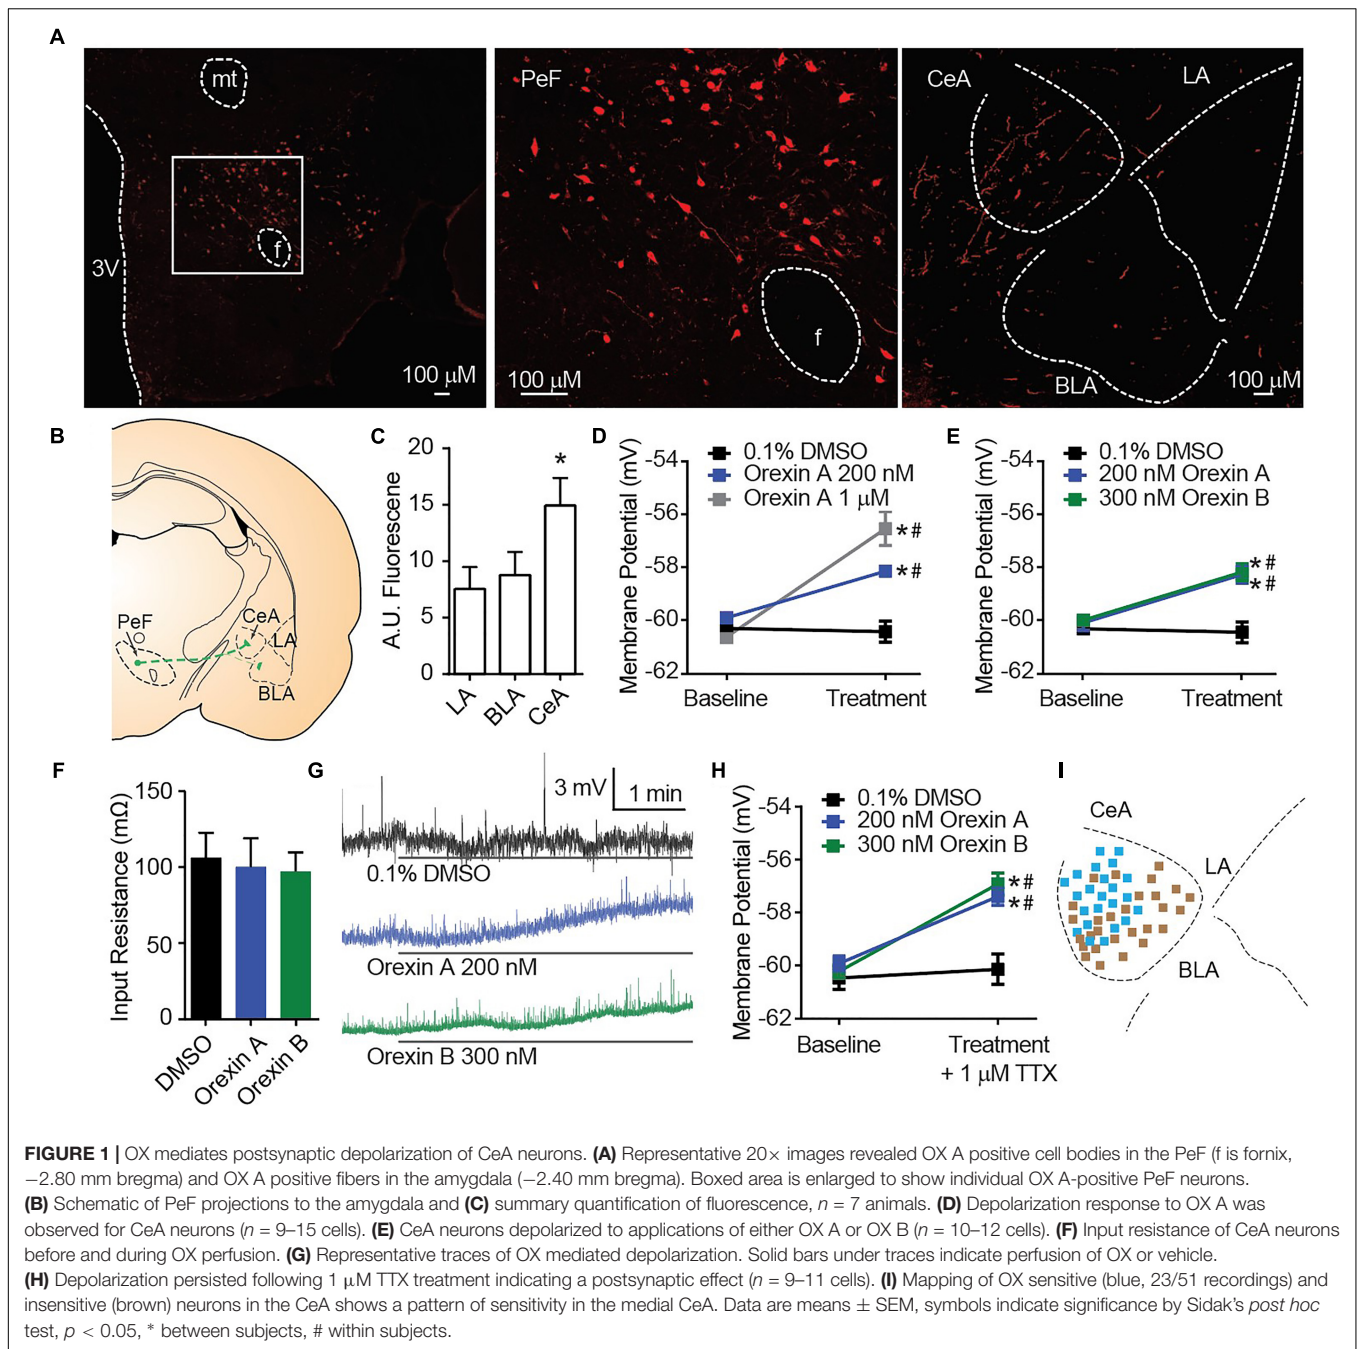 A
mt
3V
f
100 μM
PeF
f
100 μM
CeA
LA
BLA
100 μM
B
PeF
CeA
LA
BLA
C
A.U. Fluorescene
20
15
10
5
0
*
LA
BLA
CeA
D
Membrane Potential (mV)
0.1% DMSO
Orexin A 200 nM
Orexin A 1 μM
-54
-56
-58
-60
-62
*#
*#
Baseline
Treatment
E
Membrane Potential (mV)
0.1% DMSO
200 nM Orexin A
300 nM Orexin B
-54
-56
-58
-60
-62
*#
*#
Baseline
Treatment
F
Input Resistance (mΩ)
150
100
50
0
DMSO
Orexin A
Orexin B
G
3 mV
1 min
0.1% DMSO
Orexin A 200 nM
Orexin B 300 nM
H
Membrane Potential (mV)
0.1% DMSO
200 nM Orexin A
300 nM Orexin B
-54
-56
-58
-60
-62
*#
*#
Baseline
Treatment
+ 1 μM TTX
I
CeA
LA
BLA
FIGURE 1 | OX mediates postsynaptic depolarization of CeA neurons. (A) Representative 20× images revealed OX A positive cell bodies in the PeF (f is fornix,
−2.80 mm bregma) and OX A positive fibers in the amygdala (−2.40 mm bregma). Boxed area is enlarged to show individual OX A-positive PeF neurons.
(B) Schematic of PeF projections to the amygdala and (C) summary quantification of fluorescence, n = 7 animals. (D) Depolarization response to OX A was
observed for CeA neurons (n = 9–15 cells). (E) CeA neurons depolarized to applications of either OX A or OX B (n = 10–12 cells). (F) Input resistance of CeA neurons
before and during OX perfusion. (G) Representative traces of OX mediated depolarization. Solid bars under traces indicate perfusion of OX or vehicle.
(H) Depolarization persisted following 1 μM TTX treatment indicating a postsynaptic effect (n = 9–11 cells). (I) Mapping of OX sensitive (blue, 23/51 recordings) and
insensitive (brown) neurons in the CeA shows a pattern of sensitivity in the medial CeA. Data are means ± SEM, symbols indicate significance by Sidak's post hoc
test, p < 0.05, * between subjects, # within subjects.